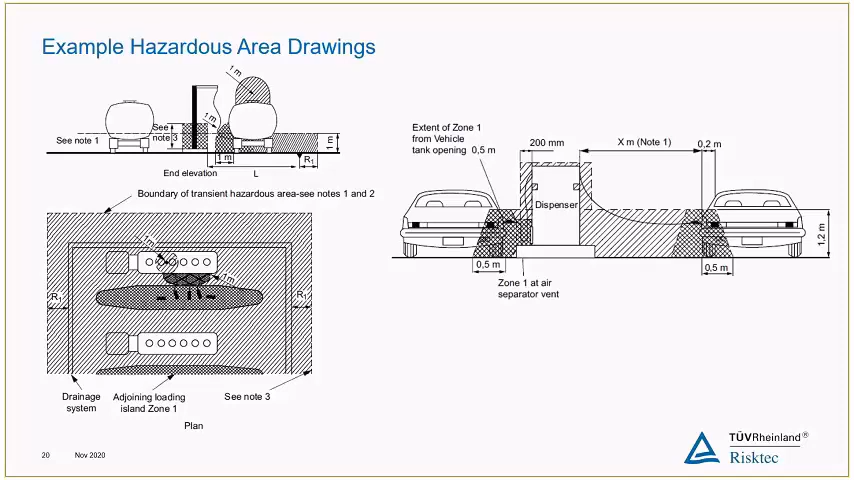 Example Hazardous Area Drawings
1 m
See
note 3
1 m
See note 1
1 m
1 m
R1
End elevation
L
Boundary of transient hazardous area-see notes 1 and 2
1m
1m
R1
R1
Drainage
system
Adjoining loading
island Zone 1
See note 3
Plan
Extent of Zone 1
from Vehicle
tank opening 0,5 m
200 mm
X m (Note 1)
0,2 m
Dispenser
1,2 m
0,5 m
0,5 m
Zone 1 at air
separator vent
20 Nov 2020
TÜVRheinland®
Risktec